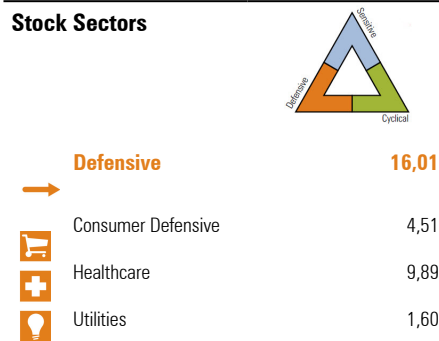 Stock Sectors
Sensitive
Defensive
Cyclical
Defensive 16,01
Consumer Defensive 4,51
Healthcare 9,89
Utilities 1,60